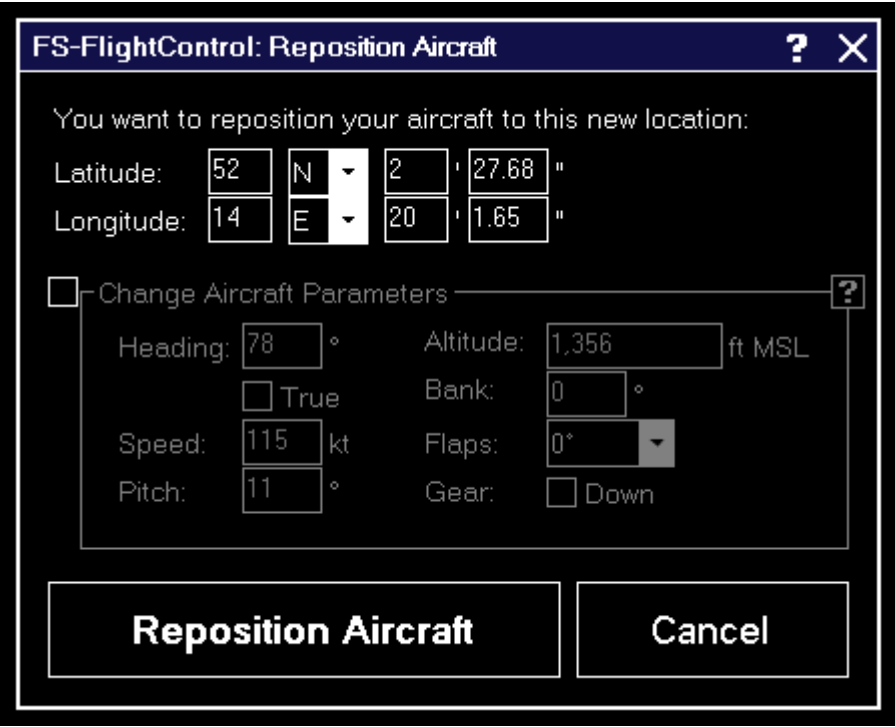 FS-FlightControl: Reposition Aircraft ?
You want to reposition your aircraft to this new location:
Latitude: 52 N 2 ' 27.68 "
Longitude: 14 E 20 ' 1.65 "
Change Aircraft Parameters ?
Heading: 78 ° Altitude: 1,356 ft MSL
True Bank: 0 °
Speed: 115 kt Flaps: 0°
Pitch: 11 ° Gear: Down
Reposition Aircraft Cancel